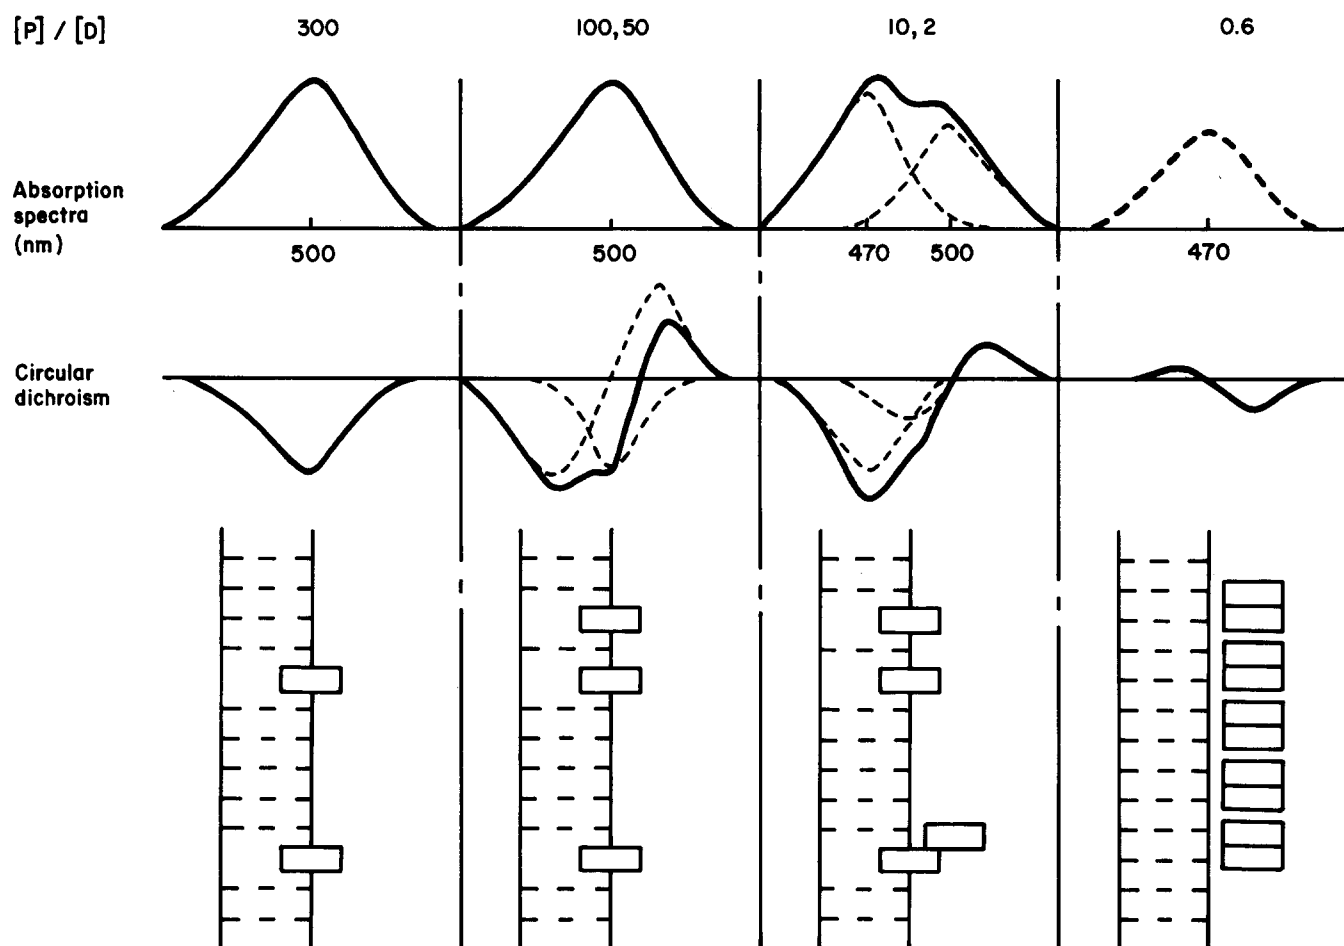 [P] / [D] 300 100,50 10, 2 0.6
Absorption
spectra
(nm)
500 500 470 500 470
Circular
dichroism